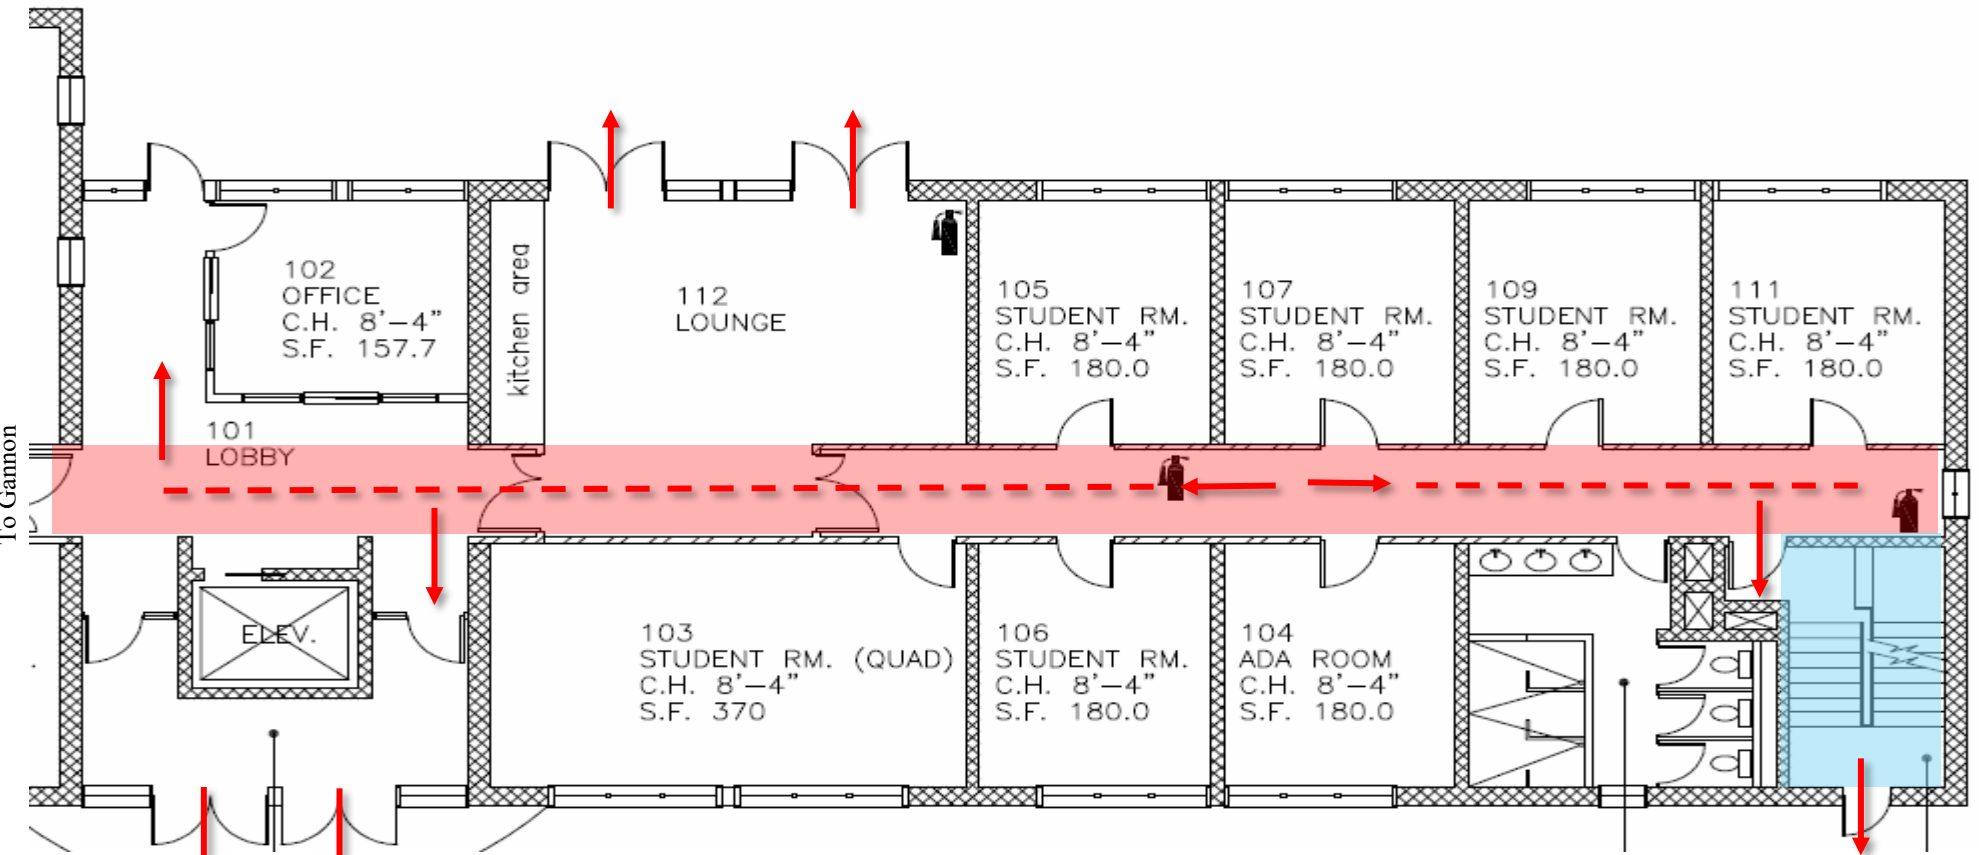 To Gannon
102
OFFICE
C.H. 8'–4"
S.F. 157.7
101
LOBBY
kitchen area
112
LOUNGE
105
STUDENT RM.
C.H. 8'–4"
S.F. 180.0
107
STUDENT RM.
C.H. 8'–4"
S.F. 180.0
109
STUDENT RM.
C.H. 8'–4"
S.F. 180.0
111
STUDENT RM.
C.H. 8'–4"
S.F. 180.0
ELEV.
103
STUDENT RM. (QUAD)
C.H. 8'–4"
S.F. 370
106
STUDENT RM.
C.H. 8'–4"
S.F. 180.0
104
ADA ROOM
C.H. 8'–4"
S.F. 180.0